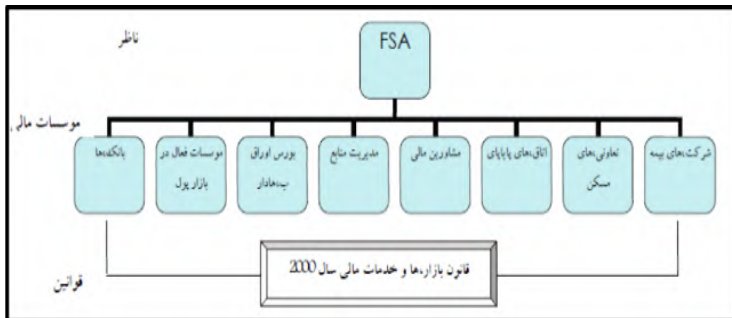 ناظر
FSA
موسسات مالی
شرکت‌های بیمه
تعاونی‌های
مسکن
اتاق‌های پایاپای
مشاورین مالی
مدیریت منابع
بورس اوراق
بهادار
موسسات فعال در
بازار پول
بانک‌ها
قانون بازارها و خدمات مالی سال 2000
قوانین